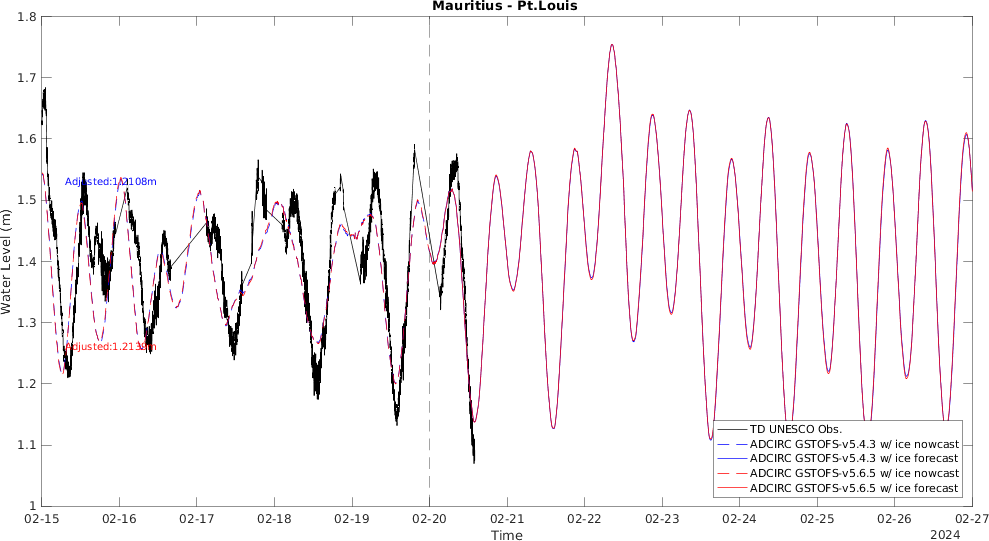 Mauritius - Pt.Louis
1.8
1.7
1.6
1.5
1.4
1.3
1.2
1.1
1
Water Level (m)
Adjusted:1.2108m
Adjusted:1.2139m
TD UNESCO Obs.
ADCIRC GSTOFS-v5.4.3 w/ ice nowcast
ADCIRC GSTOFS-v5.4.3 w/ ice forecast
ADCIRC GSTOFS-v5.6.5 w/ ice nowcast
ADCIRC GSTOFS-v5.6.5 w/ ice forecast
02-15 02-16 02-17 02-18 02-19 02-20 02-21 02-22 02-23 02-24 02-25 02-26 02-27
Time
2024